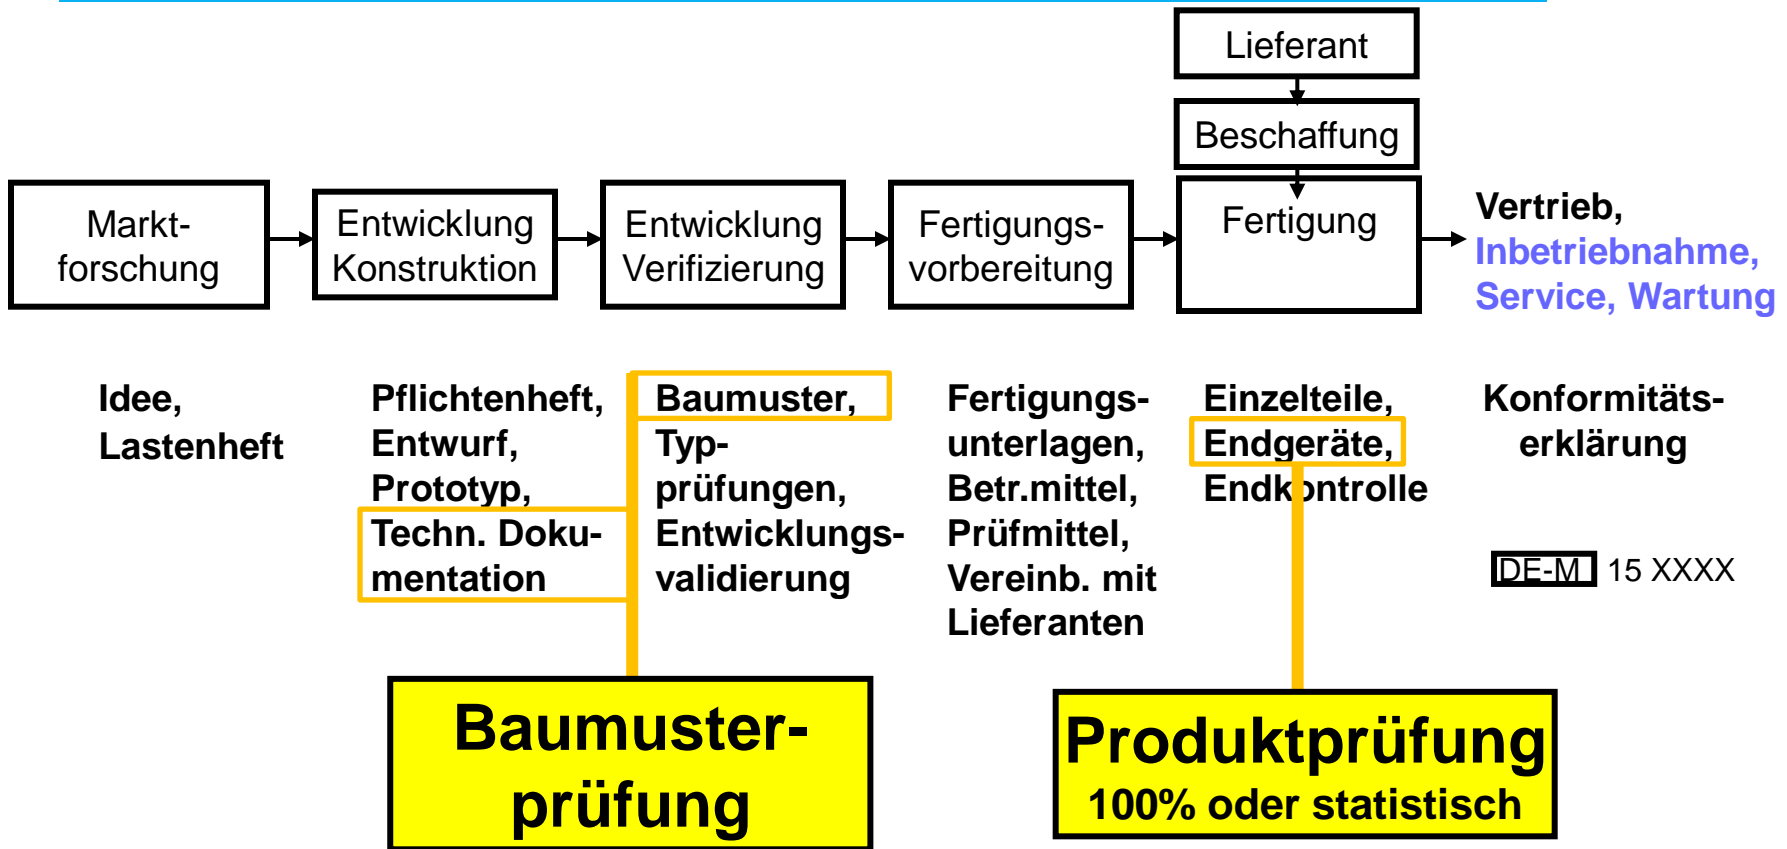 Lieferant
Beschaffung
Markt-
forschung
Entwicklung
Konstruktion
Entwicklung
Verifizierung
Fertigungs-
vorbereitung
Fertigung
Vertrieb,
Inbetriebnahme,
Service, Wartung
Idee,
Lastenheft
Pflichtenheft,
Entwurf,
Prototyp,
Techn. Doku-
mentation
Baumuster,
Typ-
prüfungen,
Entwicklungs-
validierung
Fertigungs-
unterlagen,
Betr.mittel,
Prüfmittel,
Vereinb. mit
Lieferanten
Einzelteile,
Endgeräte,
Endkontrolle
Konformitäts-
erklärung
DE-M 15 XXXX
Baumuster-
prüfung
Produktprüfung
100% oder statistisch